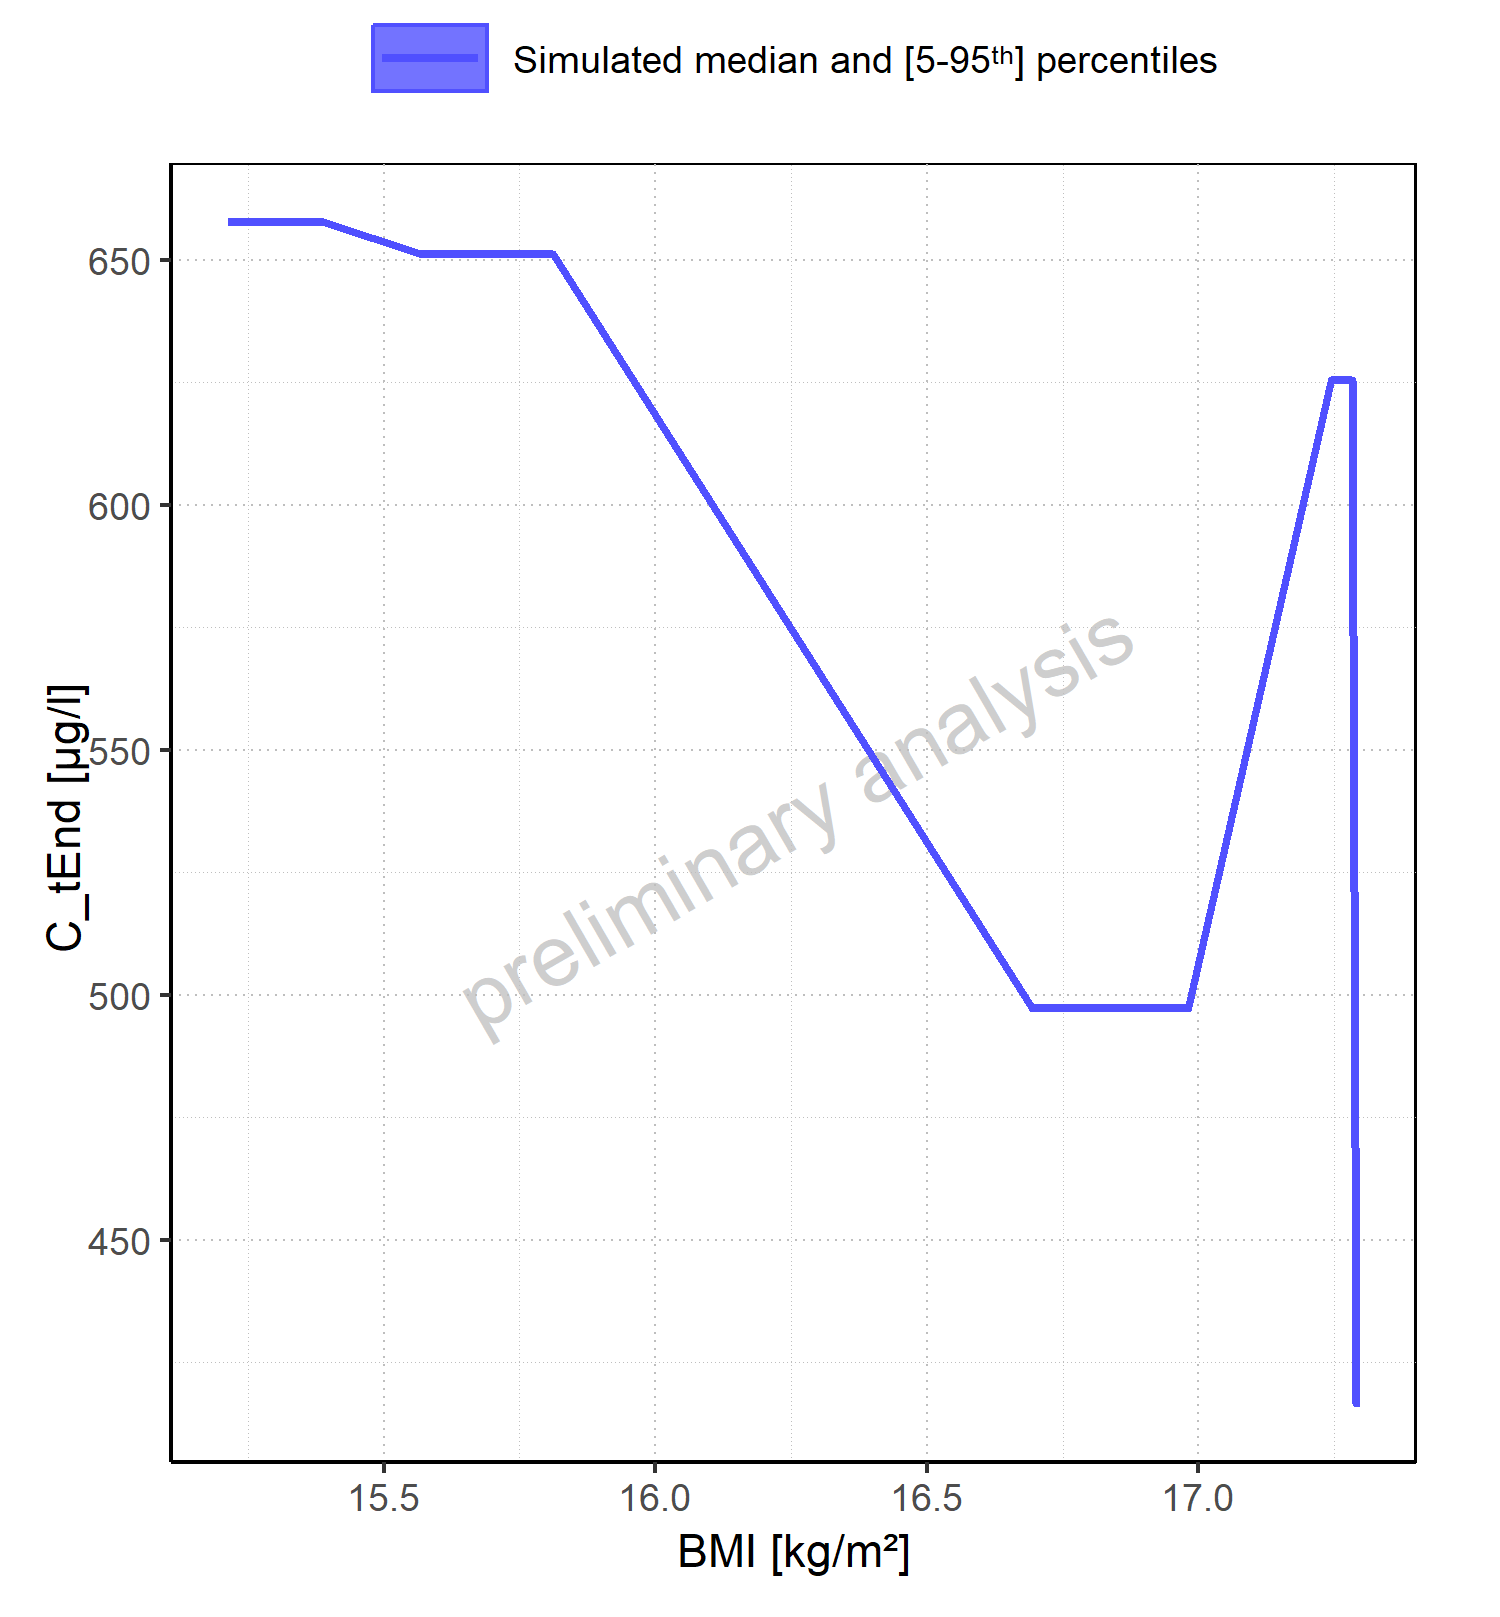 Simulated median and [5-95ᵗʰ] percentiles
650
600
550
500
450
C_tEnd [µg/l]
preliminary analysis
15.5 16.0 16.5 17.0
BMI [kg/m²]